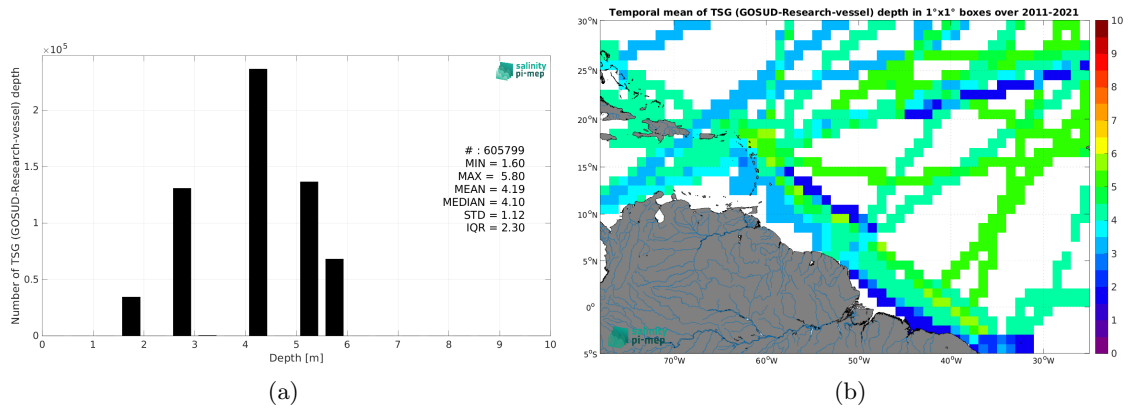 ×10⁵
Number of TSG (GOSUD-Research-vessel) depth
2
1.5
1
0.5
0
salinity
pi-mep
# : 605799
MIN = 1.60
MAX = 5.80
MEAN = 4.19
MEDIAN = 4.10
STD = 1.12
IQR = 2.30
0 1 2 3 4 5 6 7 8 9 10
Depth [m]
(a)
Temporal mean of TSG (GOSUD-Research-vessel) depth in 1°x1° boxes over 2011-2021
30°N
25°N
20°N
15°N
10°N
5°N
0°
5°S
70°W 60°W 50°W 40°W 30°W
salinity
pi-mep
10
9
8
7
6
5
4
3
2
1
0
(b)